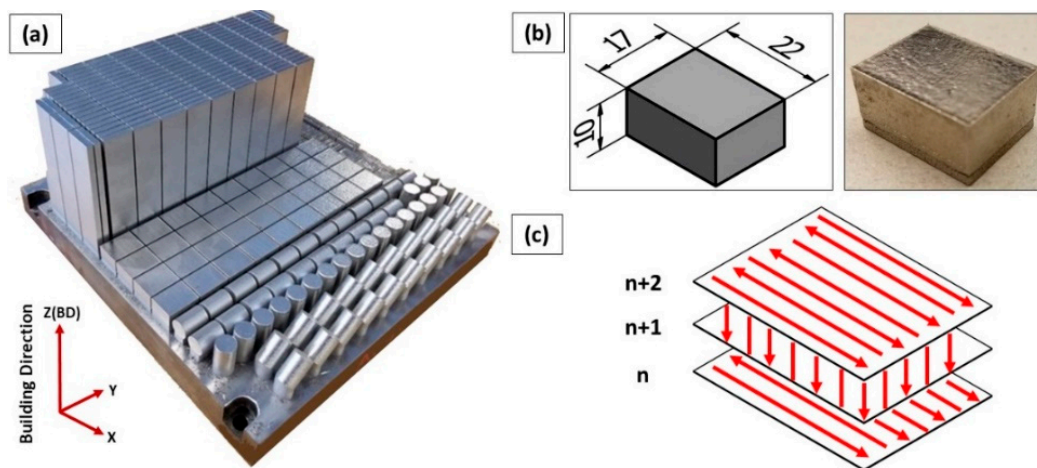 (a)
Z(BD)
Building Direction
Y
X
(b)
17
22
10
(c)
n+2
n+1
n